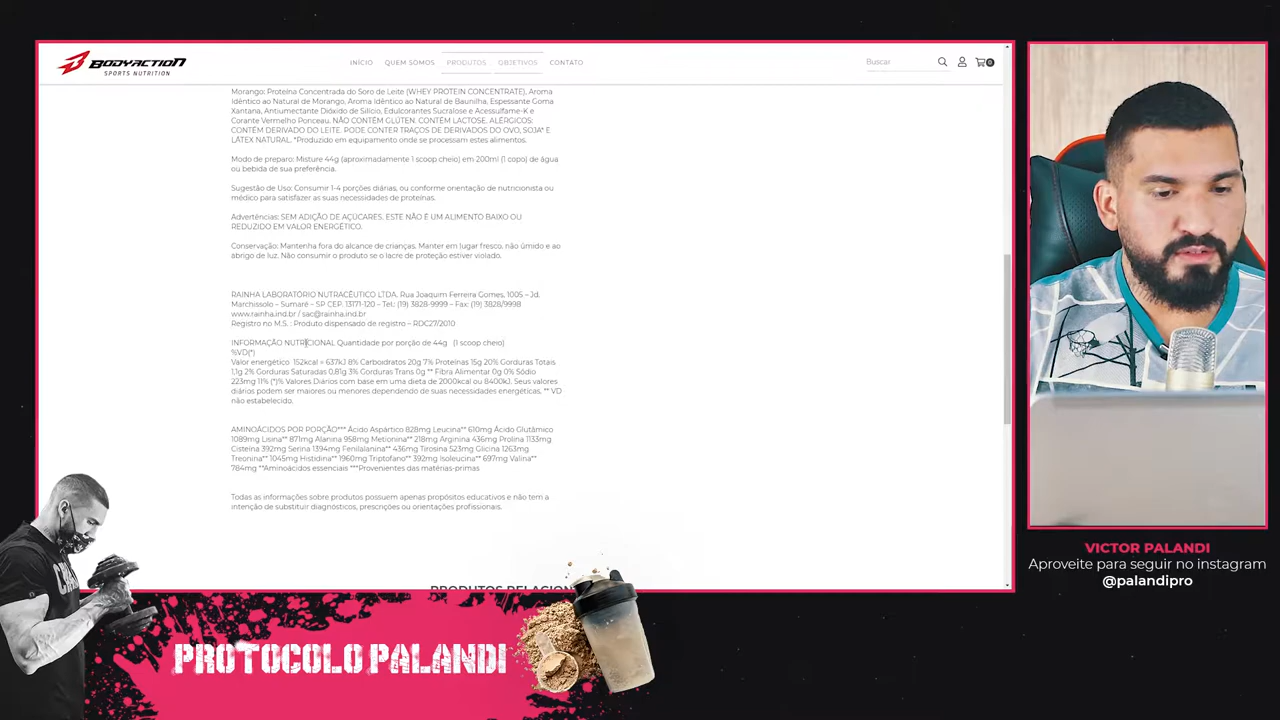 BODYACTION
SPORTS NUTRITION
INÍCIO
QUEM SOMOS
PRODUTOS
OBJETIVOS
CONTATO
Buscar
0
Morango: Proteína Concentrada do Soro de Leite (WHEY PROTEIN CONCENTRATE), Aroma
Idêntico ao Natural de Morango, Aroma Idêntico ao Natural de Baunilha, Espessante Goma
Xantana, Antiumectante Dióxido de Silício, Edulcorantes Sucralose e Acessulfame-K e
Corante Vermelho Ponceau. NÃO CONTÉM GLÚTEN. CONTÉM LACTOSE. ALÉRGICOS:
CONTÉM DERIVADO DO LEITE. PODE CONTER TRAÇOS DE DERIVADOS DO OVO, SOJA* E
LÁTEX NATURAL. *Produzido em equipamento onde se processam estes alimentos.
Modo de preparo: Misture 44g (aproximadamente 1 scoop cheio) em 200ml (1 copo) de água
ou bebida de sua preferência.
Sugestão de Uso: Consumir 1-4 porções diárias, ou conforme orientação de nutricionista ou
médico para satisfazer as suas necessidades de proteínas.
Advertências: SEM ADIÇÃO DE AÇÚCARES. ESTE NÃO É UM ALIMENTO BAIXO OU
REDUZIDO EM VALOR ENERGÉTICO.
Conservação: Mantenha fora do alcance de crianças. Manter em lugar fresco, não úmido e ao
abrigo de luz. Não consumir o produto se o lacre de proteção estiver violado.
RAINHA LABORATÓRIO NUTRACÊUTICO LTDA. Rua Joaquim Ferreira Gomes, 1005 – Jd.
Marchissolo – Sumaré – SP CEP. 13171-120 – Tel.: (19) 3828-9999 – Fax: (19) 3828/9998
www.rainha.ind.br / sac@rainha.ind.br
Registro no M.S. : Produto dispensado de registro – RDC27/2010
INFORMAÇÃO NUTRICIONAL Quantidade por porção de 44g (1 scoop cheio)
%VD(*)
Valor energético 152kcal = 637kJ 8% Carboidratos 20g 7% Proteínas 15g 20% Gorduras Totais
1,1g 2% Gorduras Saturadas 0,81g 3% Gorduras Trans 0g ** Fibra Alimentar 0g 0% Sódio
223mg 11% (*)% Valores Diários com base em uma dieta de 2000kcal ou 8400kJ. Seus valores
diários podem ser maiores ou menores dependendo de suas necessidades energéticas. ** VD
não estabelecido.
AMINOÁCIDOS POR PORÇÃO*** Ácido Aspártico 828mg Leucina** 610mg Ácido Glutâmico
1089mg Lisina** 871mg Alanina 958mg Metionina** 218mg Arginina 436mg Prolina 1133mg
Cisteína 392mg Serina 1394mg Fenilalanina** 436mg Tirosina 523mg Glicina 1263mg
Treonina** 1045mg Histidina** 1960mg Triptofano** 392mg Isoleucina** 697mg Valina**
784mg **Aminoácidos essenciais ***Provenientes das matérias-primas
Todas as informações sobre produtos possuem apenas propósitos educativos e não tem a
intenção de substituir diagnósticos, prescrições ou orientações profissionais.
VICTOR PALANDI
Aproveite para seguir no instagram
@palandipro
PROTOCOLO PALANDI